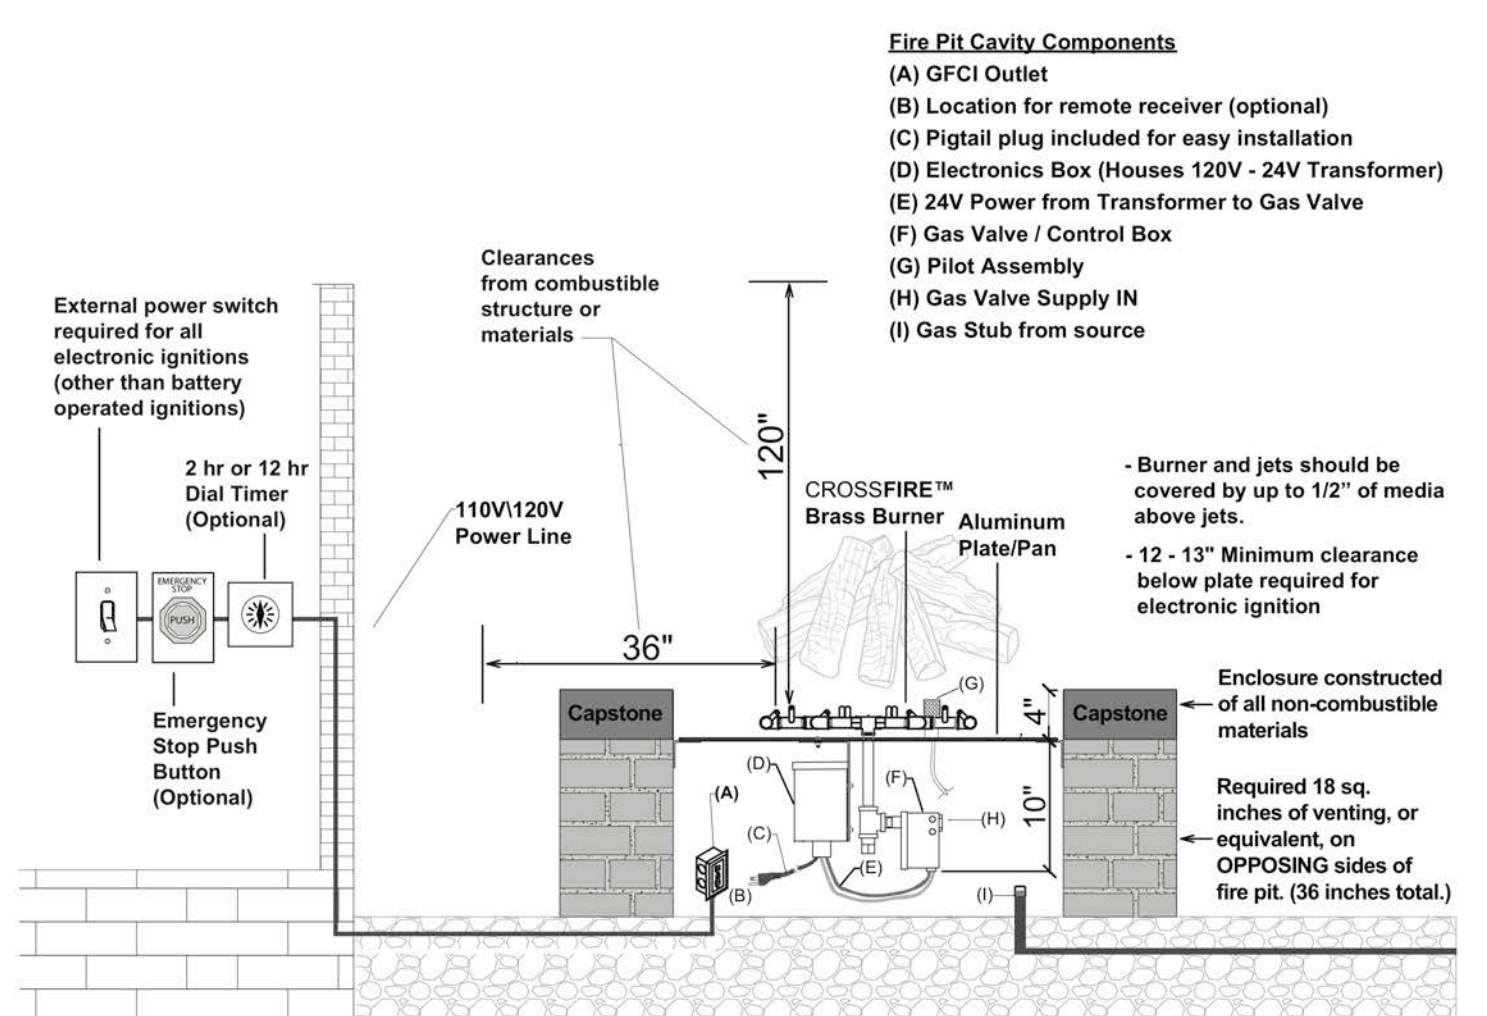 Fire Pit Cavity Components
(A) GFCI Outlet
(B) Location for remote receiver (optional)
(C) Pigtail plug included for easy installation
(D) Electronics Box (Houses 120V - 24V Transformer)
(E) 24V Power from Transformer to Gas Valve
(F) Gas Valve / Control Box
(G) Pilot Assembly
(H) Gas Valve Supply IN
(I) Gas Stub from source
Clearances
from combustible
structure or
materials
External power switch
required for all
electronic ignitions
(other than battery
operated ignitions)
2 hr or 12 hr
Dial Timer
(Optional)
110V\120V
Power Line
120"
CROSSFIRE™
Brass Burner
Aluminum
Plate/Pan
- Burner and jets should be
covered by up to 1/2” of media
above jets.
- 12 - 13" Minimum clearance
below plate required for
electronic ignition
EMERGENCY
STOP
PUSH
36"
Emergency
Stop Push
Button
(Optional)
Capstone
(G)
4"
Capstone
Enclosure constructed
of all non-combustible
materials
(D)
(F)
(A)
(H)
10"
(C)
(E)
(B)
(I)
Required 18 sq.
inches of venting, or
equivalent, on
OPPOSING sides of
fire pit. (36 inches total.)